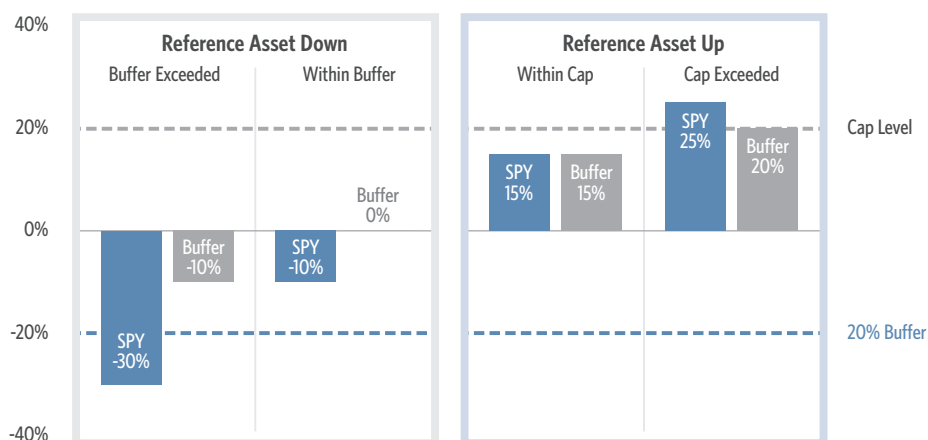 40%
20%
0%
-20%
-40%
Reference Asset Down
Buffer Exceeded
Within Buffer
SPY
-30%
Buffer
-10%
SPY
-10%
Buffer
0%
Reference Asset Up
Within Cap
Cap Exceeded
SPY
15%
Buffer
15%
SPY
25%
Buffer
20%
Cap Level
20% Buffer